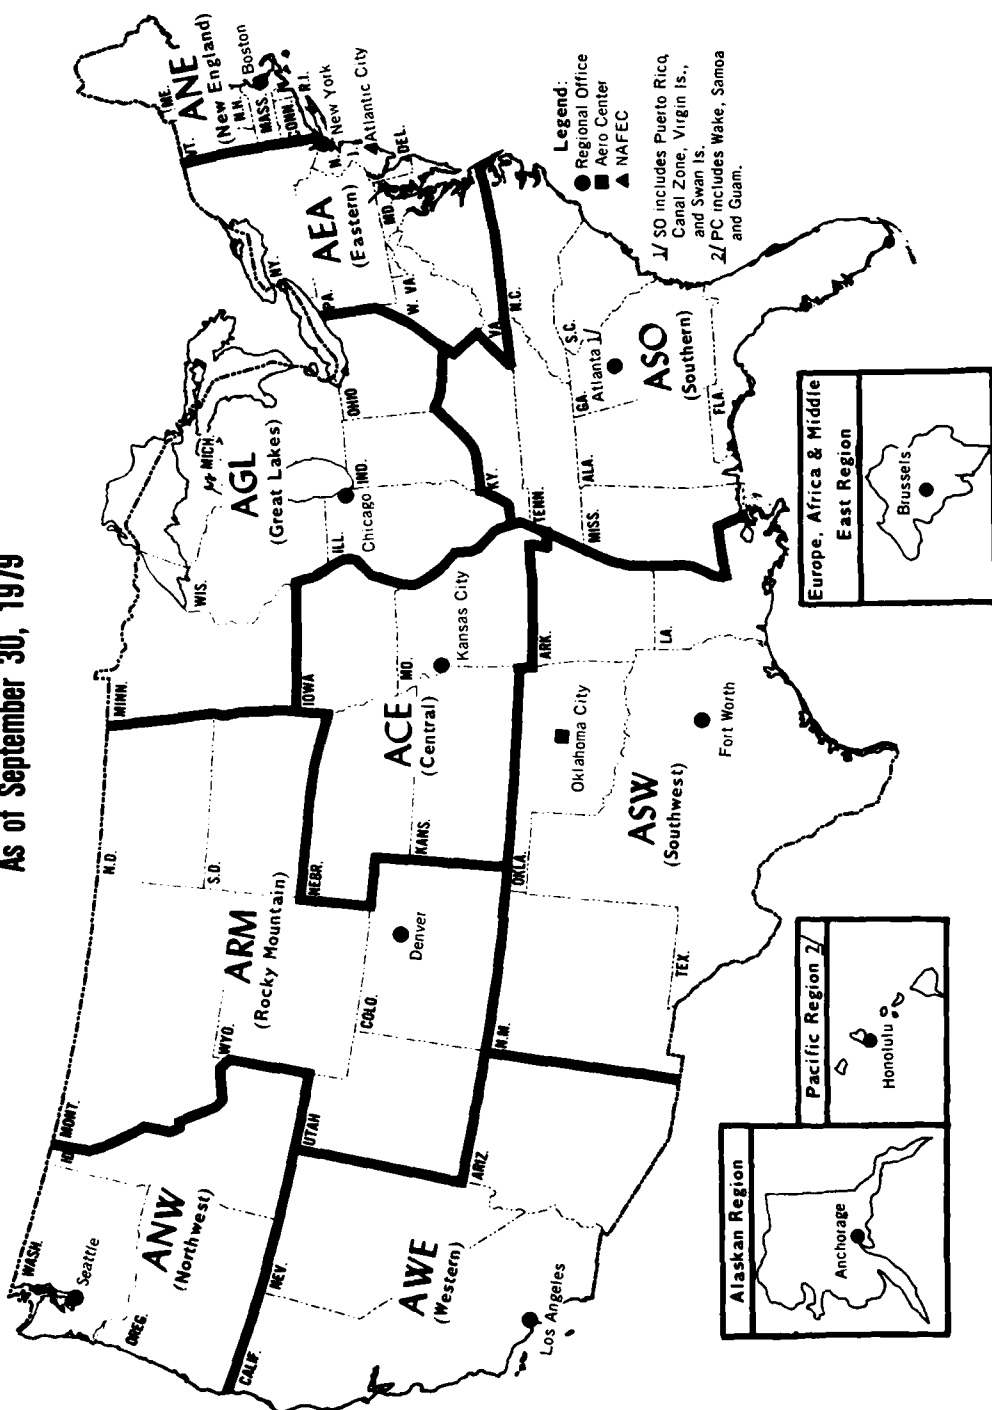 As of September 30, 1979
WASH.
Seattle
OREG.
ID.
ANW
(Northwest)
MONT.
N.D.
MINN.
S.D.
WYO.
ARM
(Rocky Mountain)
NEBR.
IOWA
WIS.
MICH.
AGL
(Great Lakes)
Chicago
ILL.
IND.
OHIO
ME.
VT.
ANE
(New England)
N.H.
Boston
MASS.
CONN.
R.I.
N.Y.
New York
N.J.
Atlantic City
PA.
AEA
(Eastern)
MD.
DEL.
W. VA.
VA.
CALIF.
NEV.
UTAH
AWE
(Western)
Los Angeles
ARIZ.
COLO.
Denver
KANS.
ACE
(Central)
MO.
Kansas City
KY.
N.M.
OKLA.
Oklahoma City
ARK.
TENN.
N.C.
S.C.
TEX.
ASW
(Southwest)
Fort Worth
LA.
MISS.
ALA.
GA.
Atlanta 1/
ASO
(Southern)
FLA.
Legend:
Regional Office
Aero Center
NAFEC
1/ SO includes Puerto Rico,
Canal Zone, Virgin Is.,
and Swan Is.
2/ PC includes Wake, Samoa
and Guam.
Alaskan Region
Anchorage
Pacific Region 2/
Honolulu
Europe, Africa & Middle
East Region
Brussels